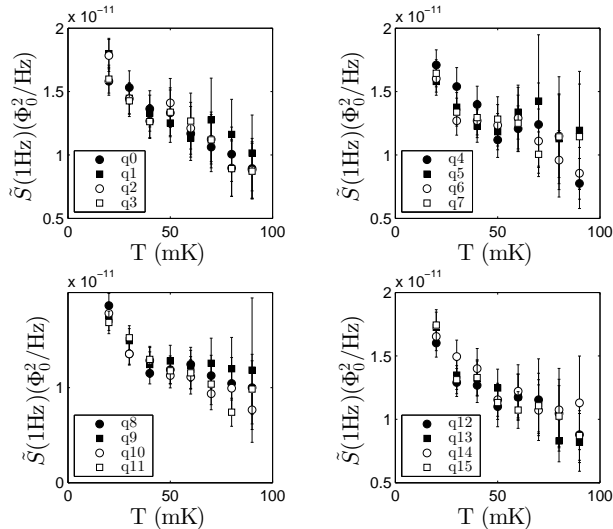 x 10⁻¹¹
2
1.5
1
0.5
0 50 100
T (mK)
S̃(1Hz)(Φ₀²/Hz)
q0
q1
q2
q3
x 10⁻¹¹
2
1.5
1
0.5
0 50 100
T (mK)
S̃(1Hz)(Φ₀²/Hz)
q4
q5
q6
q7
x 10⁻¹¹
1
0
0 50 100
T (mK)
S̃(1Hz)(Φ₀²/Hz)
q8
q9
q10
q11
x 10⁻¹¹
2
1.5
1
0.5
0 50 100
T (mK)
S̃(1Hz)(Φ₀²/Hz)
q12
q13
q14
q15